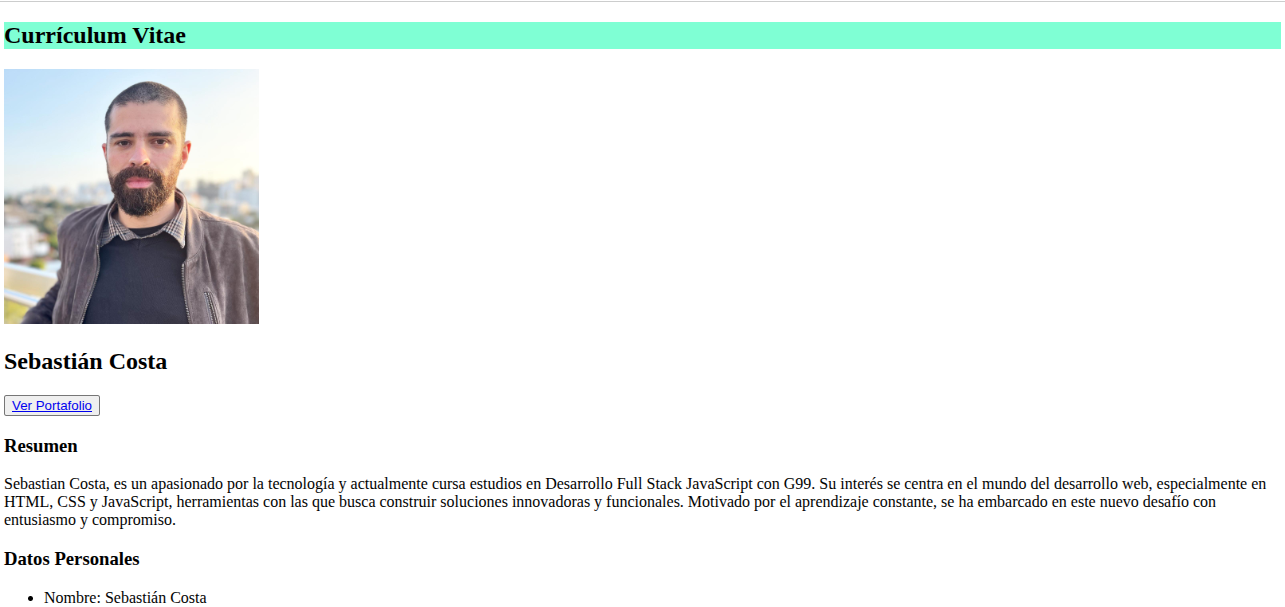 Currículum Vitae
Sebastián Costa
Ver Portafolio
Resumen
Sebastian Costa, es un apasionado por la tecnología y actualmente cursa estudios en Desarrollo Full Stack JavaScript con G99. Su interés se centra en el mundo del desarrollo web, especialmente en
HTML, CSS y JavaScript, herramientas con las que busca construir soluciones innovadoras y funcionales. Motivado por el aprendizaje constante, se ha embarcado en este nuevo desafío con
entusiasmo y compromiso.
Datos Personales
• Nombre: Sebastián Costa